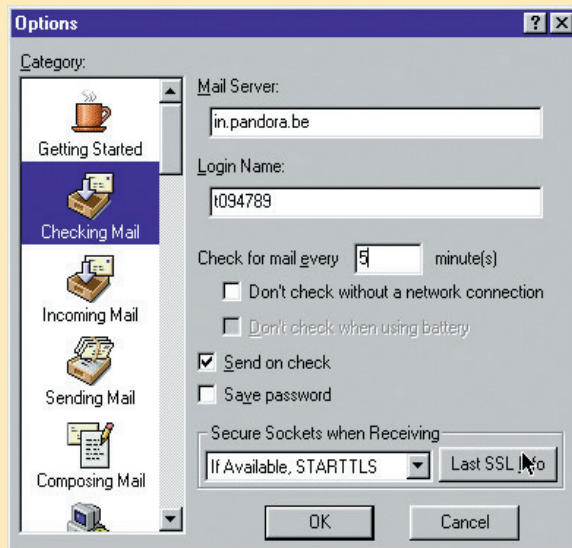 Options
Category:
Getting Started
Checking Mail
Incoming Mail
Sending Mail
Composing Mail
Mail Server:
in.pandora.be
Login Name:
t094789
Check for mail every 5 minute(s)
Don't check without a network connection
Don't check when using battery
Send on check
Save password
Secure Sockets when Receiving
If Available, STARTTLS
Last SSL Info
OK
Cancel